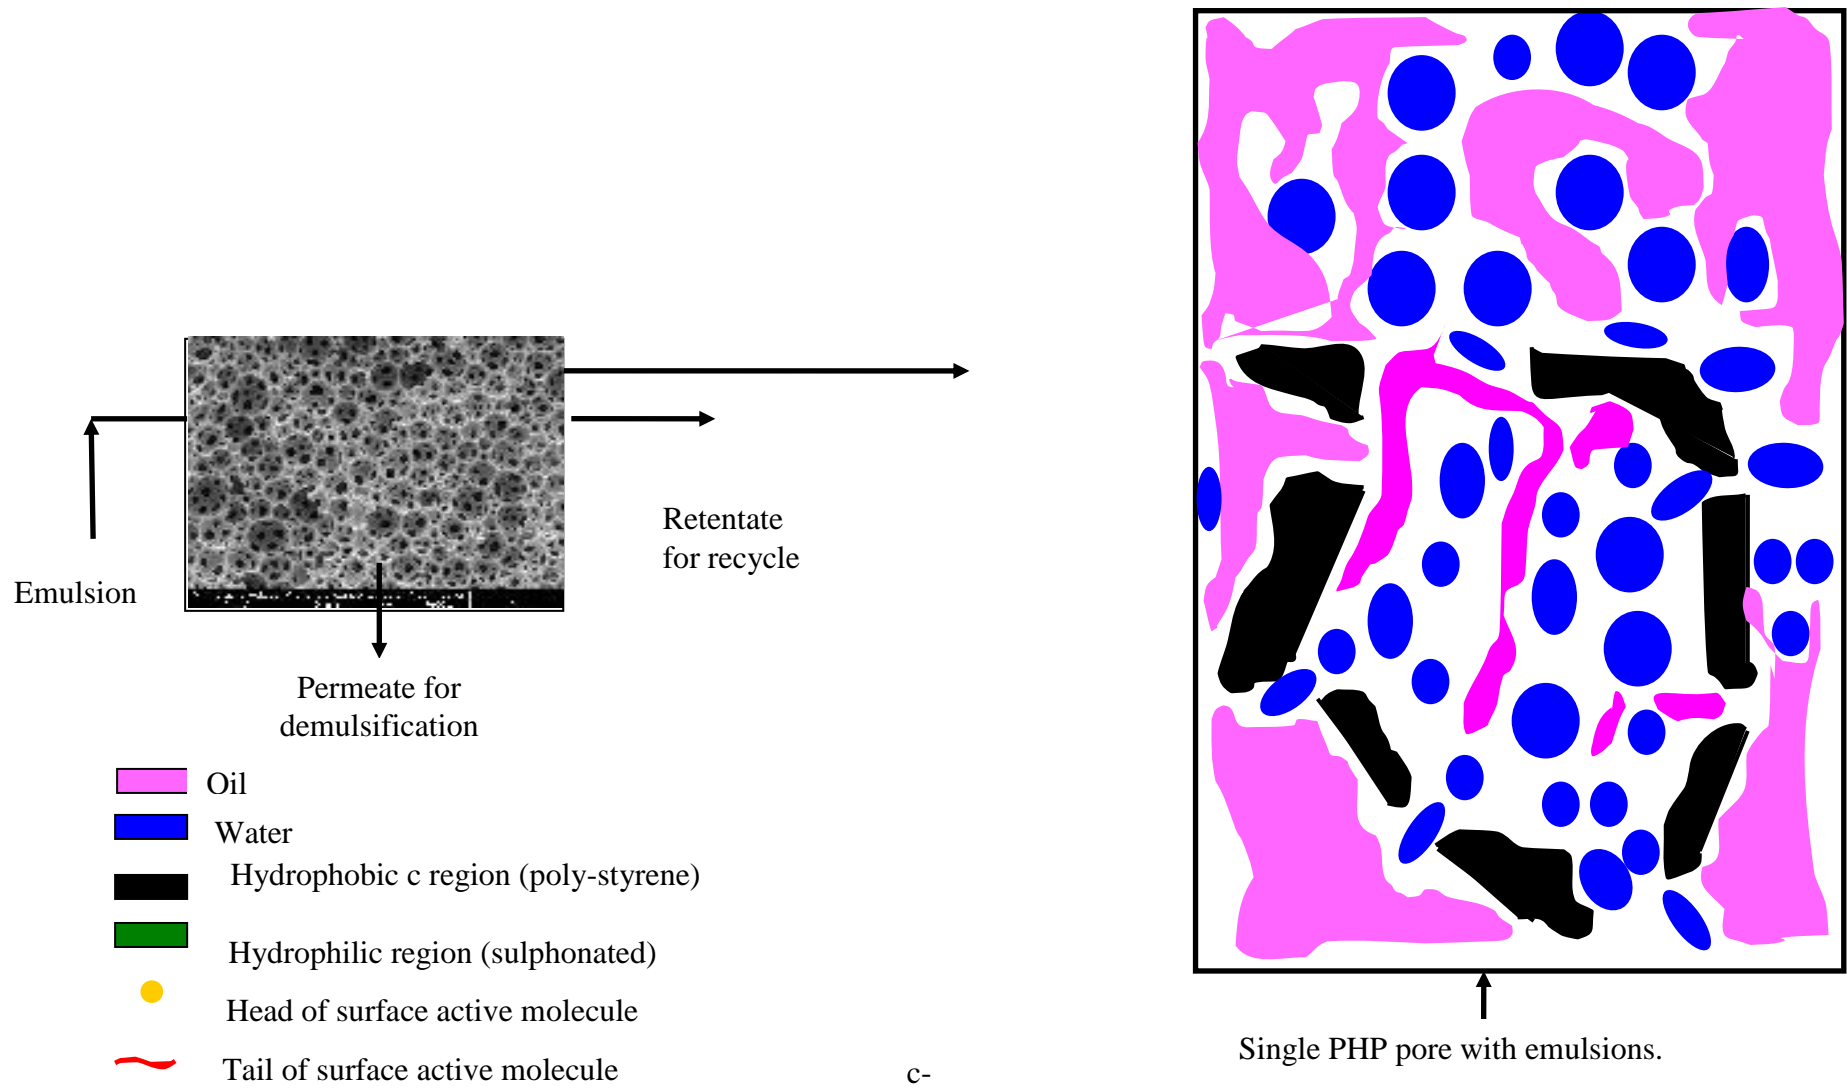 Emulsion
Retentate
for recycle
Permeate for
demulsification
Oil
Water
Hydrophobic c region (poly-styrene)
Hydrophilic region (sulphonated)
Head of surface active molecule
Tail of surface active molecule
c-
Single PHP pore with emulsions.